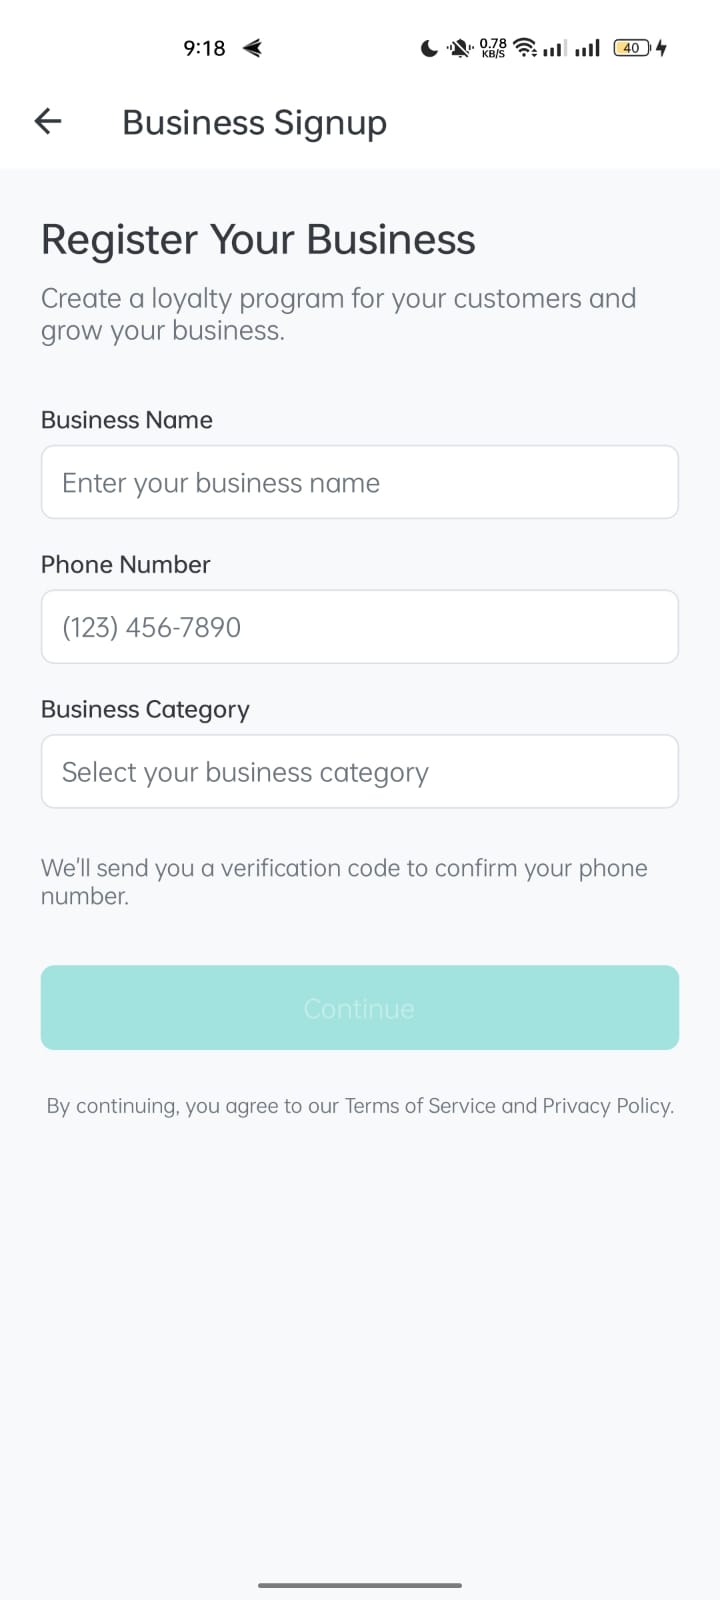 9:18
0.78
KB/S
40
Business Signup
Register Your Business
Create a loyalty program for your customers and
grow your business.
Business Name
Enter your business name
Phone Number
(123) 456-7890
Business Category
Select your business category
We'll send you a verification code to confirm your phone
number.
Continue
By continuing, you agree to our Terms of Service and Privacy Policy.